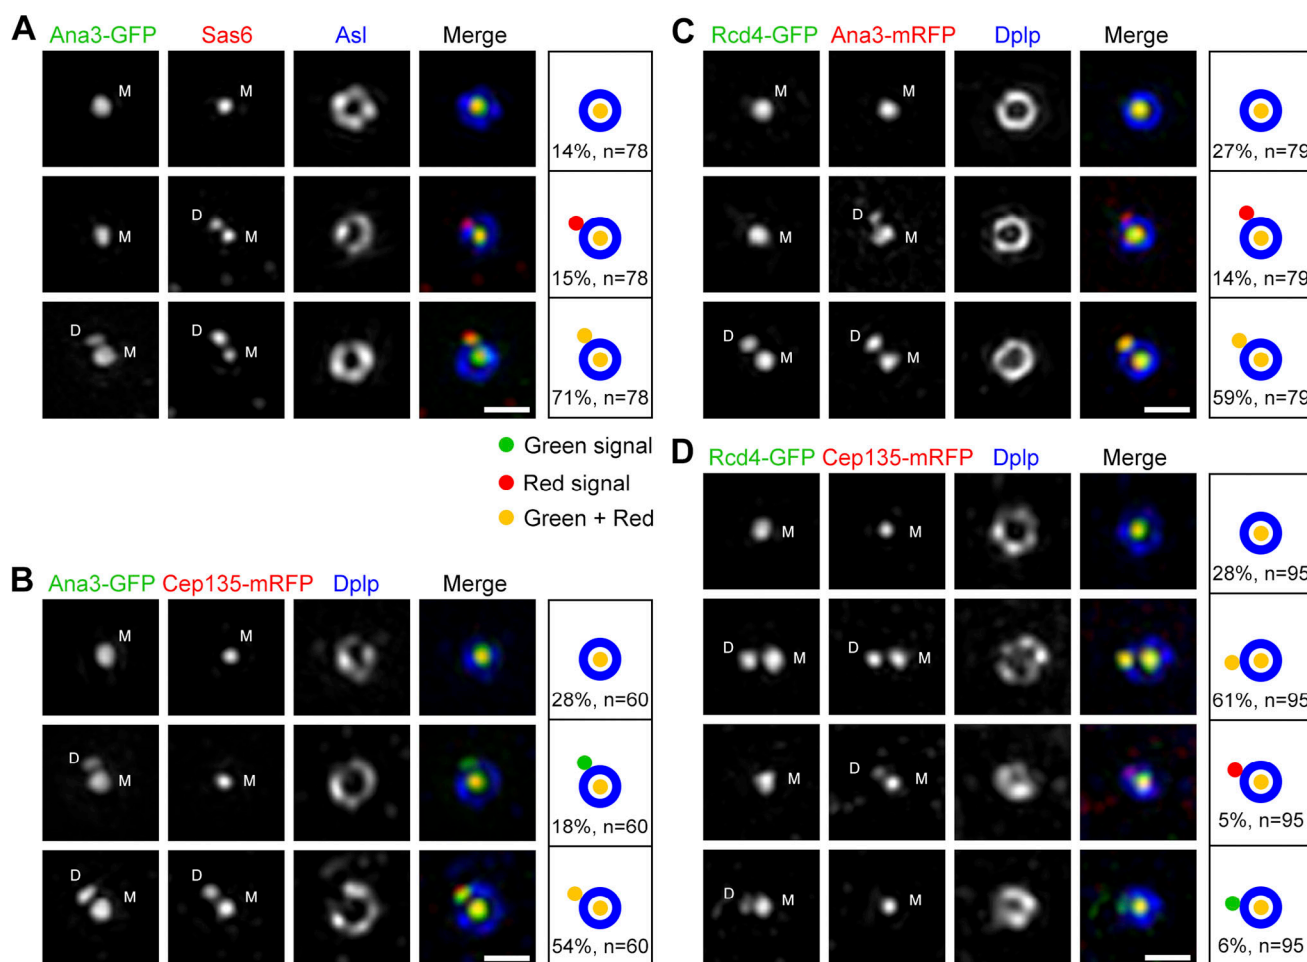 A
Ana3-GFP Sas6 Asl Merge
M M
14%, n=78
M D M
15%, n=78
D M D M
71%, n=78
Green signal
Red signal
Green + Red
B
Ana3-GFP Cep135-mRFP Dplp Merge
M M
28%, n=60
D M M
18%, n=60
D M D M
54%, n=60
C
Rcd4-GFP Ana3-mRFP Dplp Merge
M M
27%, n=79
M D M
14%, n=79
D M D M
59%, n=79
D
Rcd4-GFP Cep135-mRFP Dplp Merge
M M
28%, n=95
D M D M
61%, n=95
M D M
5%, n=95
D M M
6%, n=95